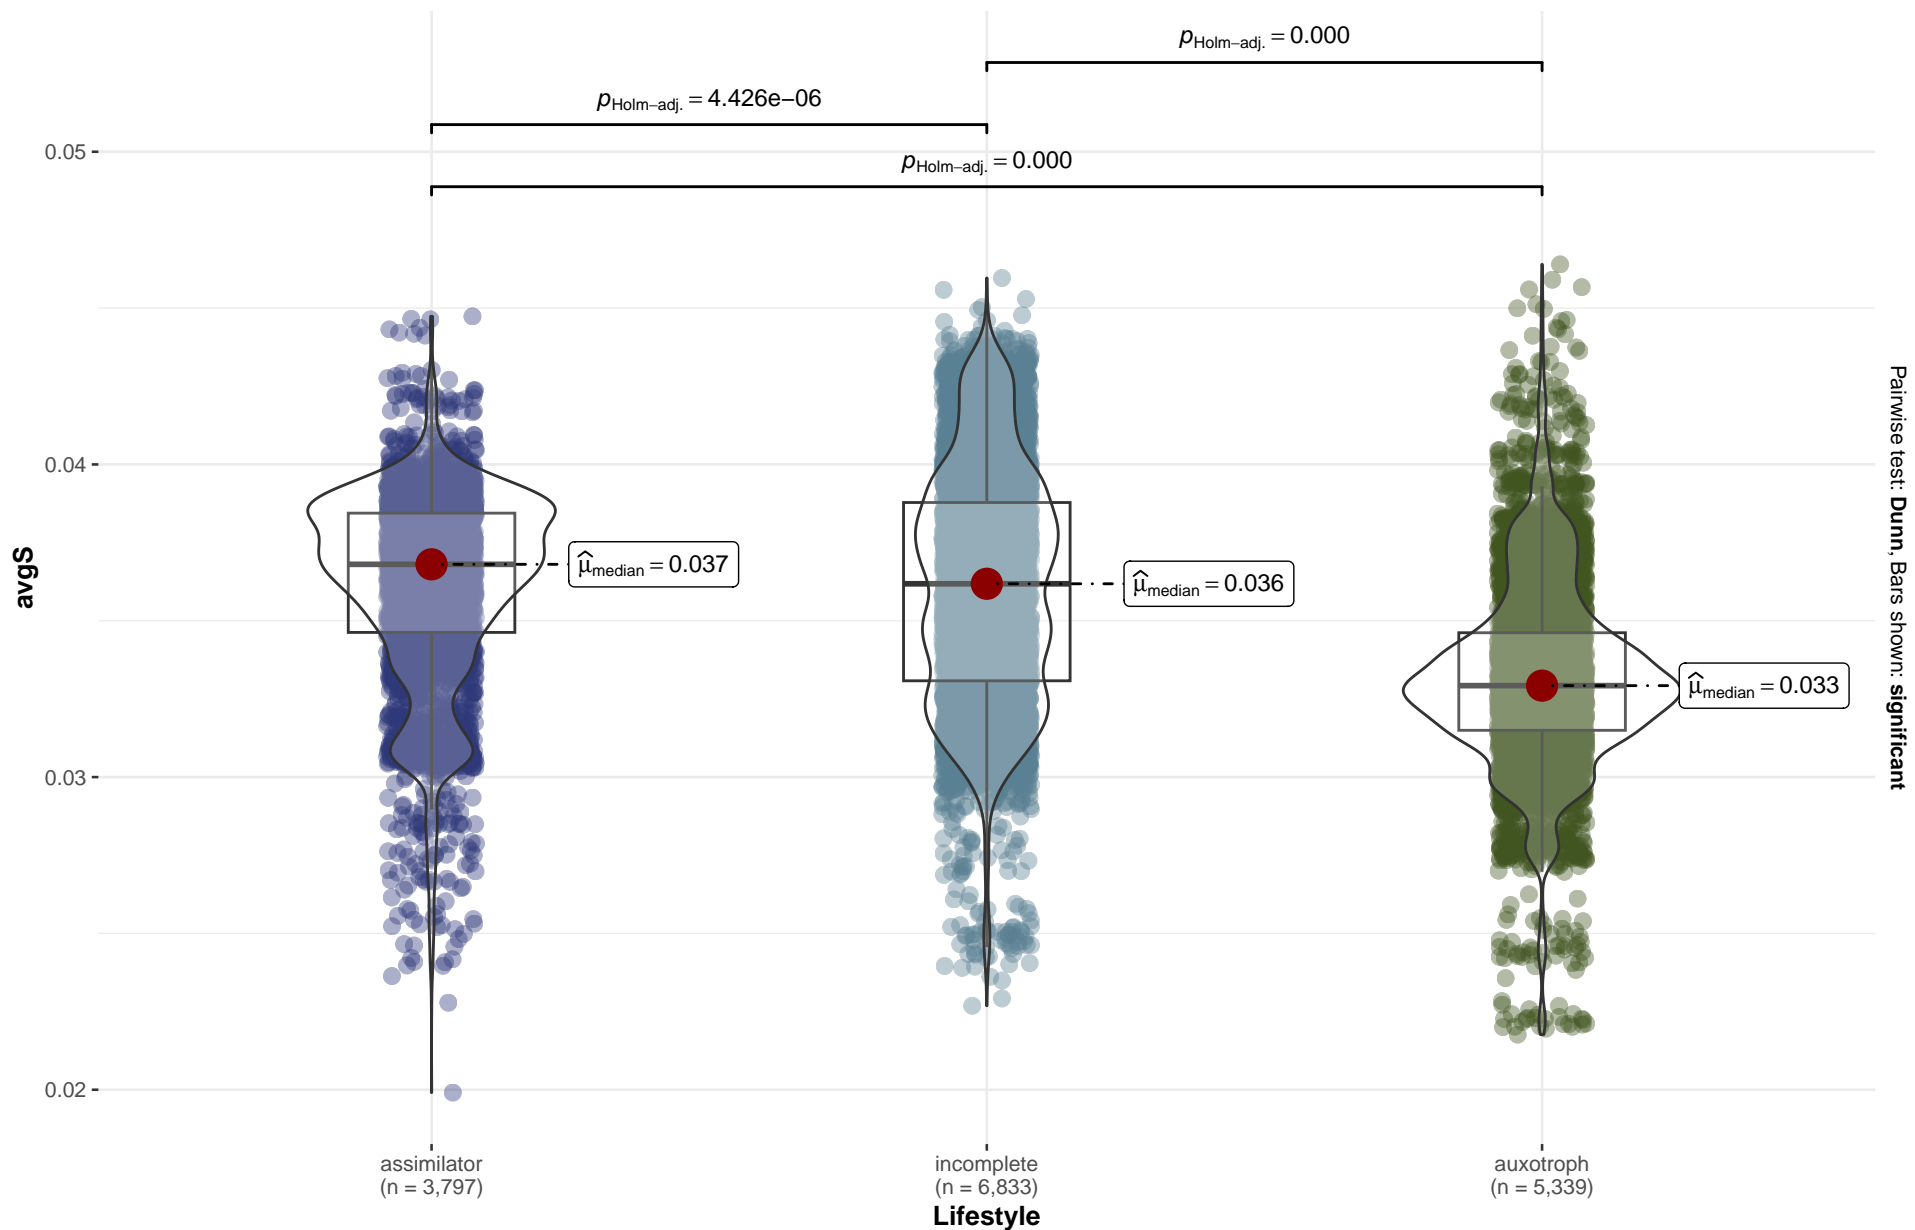 pHolm−adj. = 0.000
pHolm−adj. = 4.426e−06
pHolm−adj. = 0.000
0.05
0.04
0.03
0.02
avgS
μ̂median = 0.037
μ̂median = 0.036
μ̂median = 0.033
Pairwise test: Dunn, Bars shown: significant
assimilator
(n = 3,797)
incomplete
(n = 6,833)
auxotroph
(n = 5,339)
Lifestyle